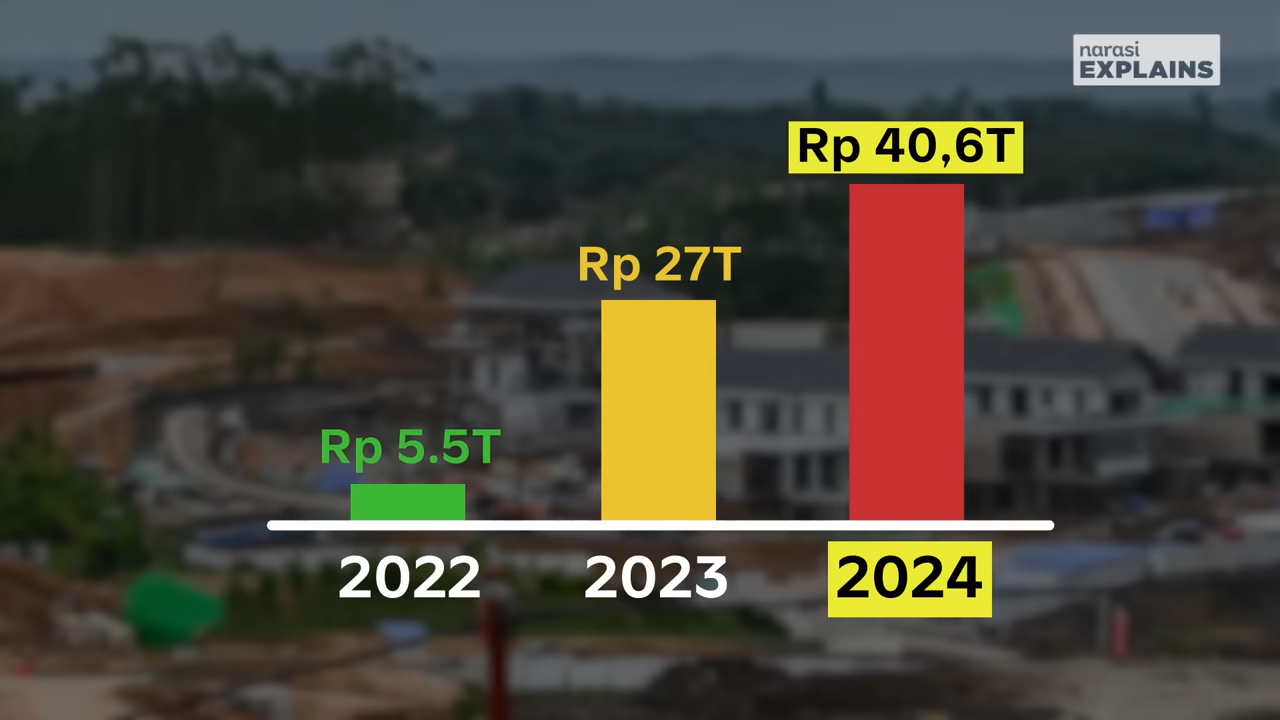 narasi
EXPLAINS
Rp 40,6T
Rp 27T
Rp 5.5T
2022
2023
2024